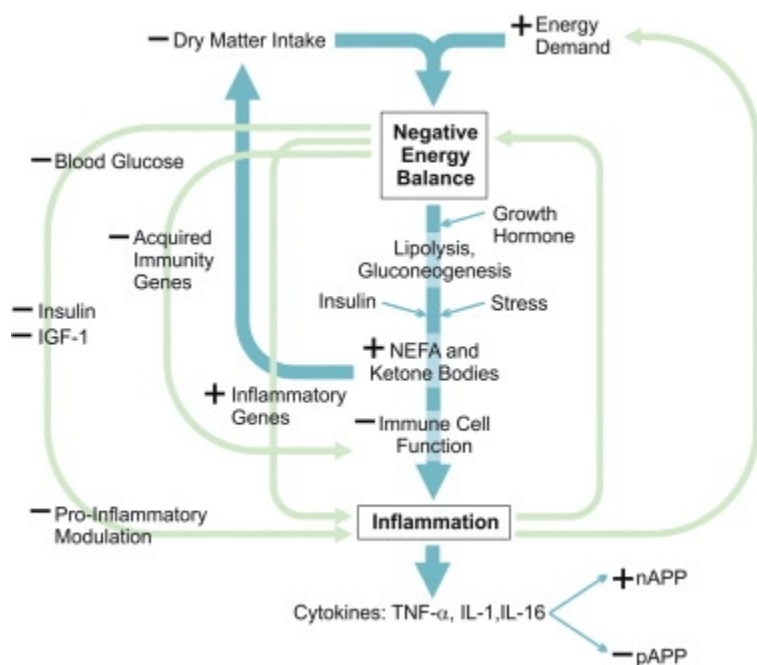 − Dry Matter Intake
+ Energy
Demand
Negative
Energy
Balance
− Blood Glucose
Growth
Hormone
− Acquired
Immunity
Genes
Lipolysis,
Gluconeogenesis
− Insulin
− IGF-1
Insulin
Stress
+ NEFA and
Ketone Bodies
+ Inflammatory
Genes
− Immune Cell
Function
− Pro-Inflammatory
Modulation
Inflammation
Cytokines: TNF-α, IL-1,IL-16
+ nAPP
− pAPP